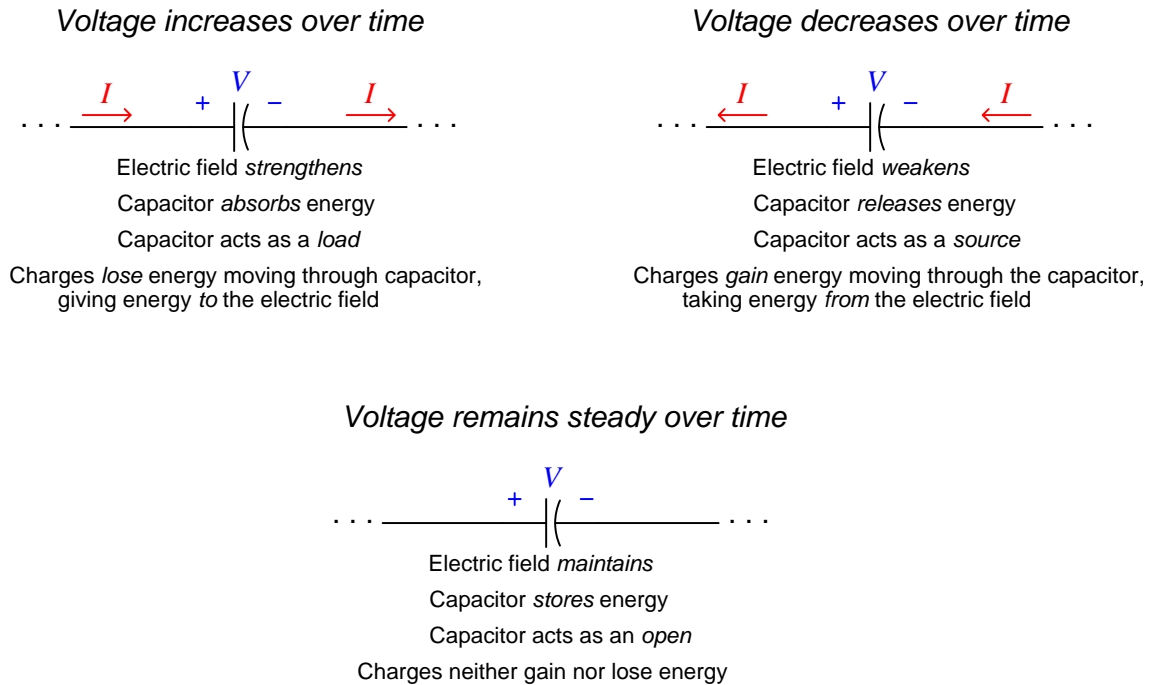 Voltage increases over time
I
+
V
−
I
. . .
. . .
Electric field strengthens
Capacitor absorbs energy
Capacitor acts as a load
Charges lose energy moving through capacitor,
giving energy to the electric field
Voltage decreases over time
I
+
V
−
I
. . .
. . .
Electric field weakens
Capacitor releases energy
Capacitor acts as a source
Charges gain energy moving through the capacitor,
taking energy from the electric field
Voltage remains steady over time
V
+
−
. . .
. . .
Electric field maintains
Capacitor stores energy
Capacitor acts as an open
Charges neither gain nor lose energy